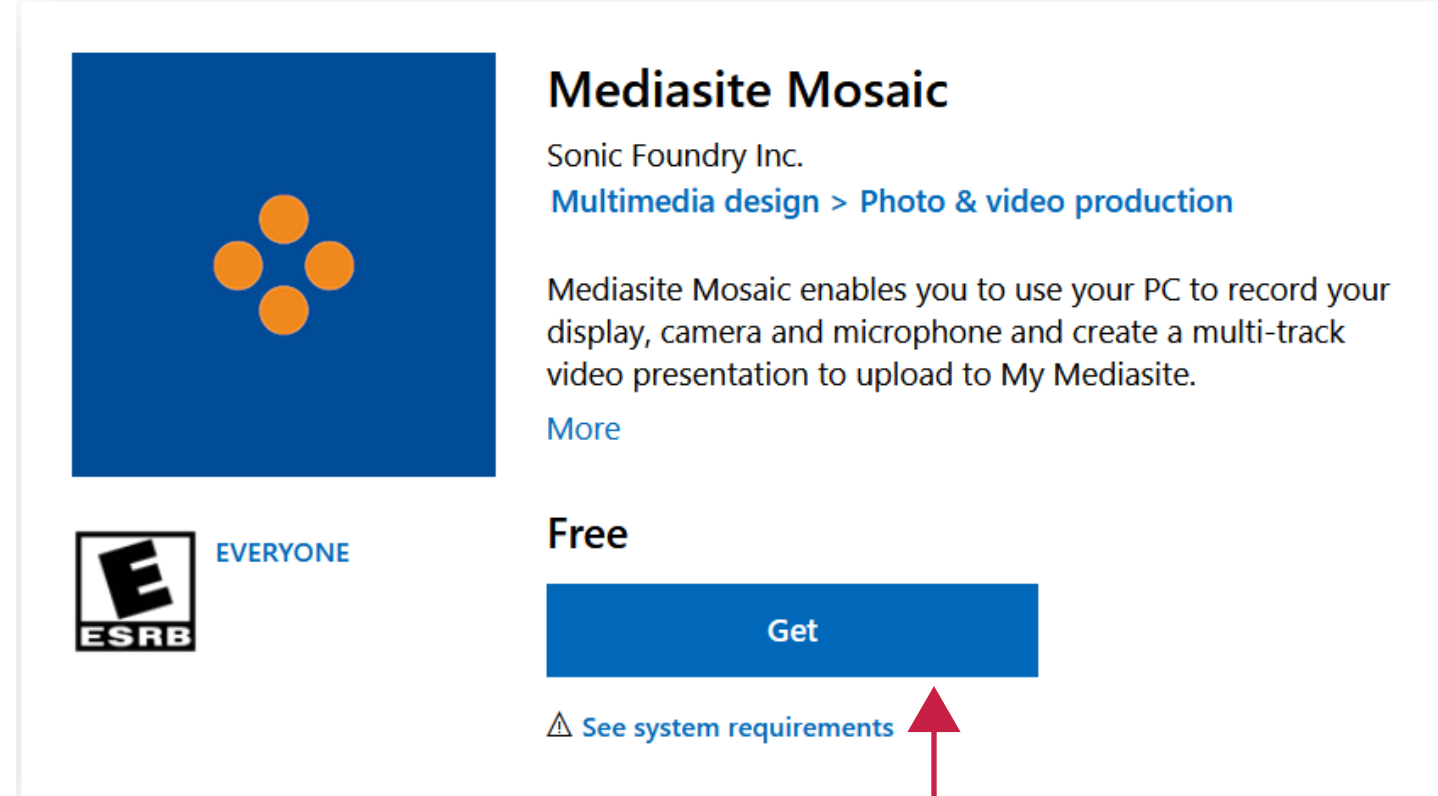 Mediasite Mosaic
Sonic Foundry Inc.
Multimedia design > Photo & video production
Mediasite Mosaic enables you to use your PC to record your
display, camera and microphone and create a multi-track
video presentation to upload to My Mediasite.
More
E
ESRB
EVERYONE
Free
Get
⚠ See system requirements